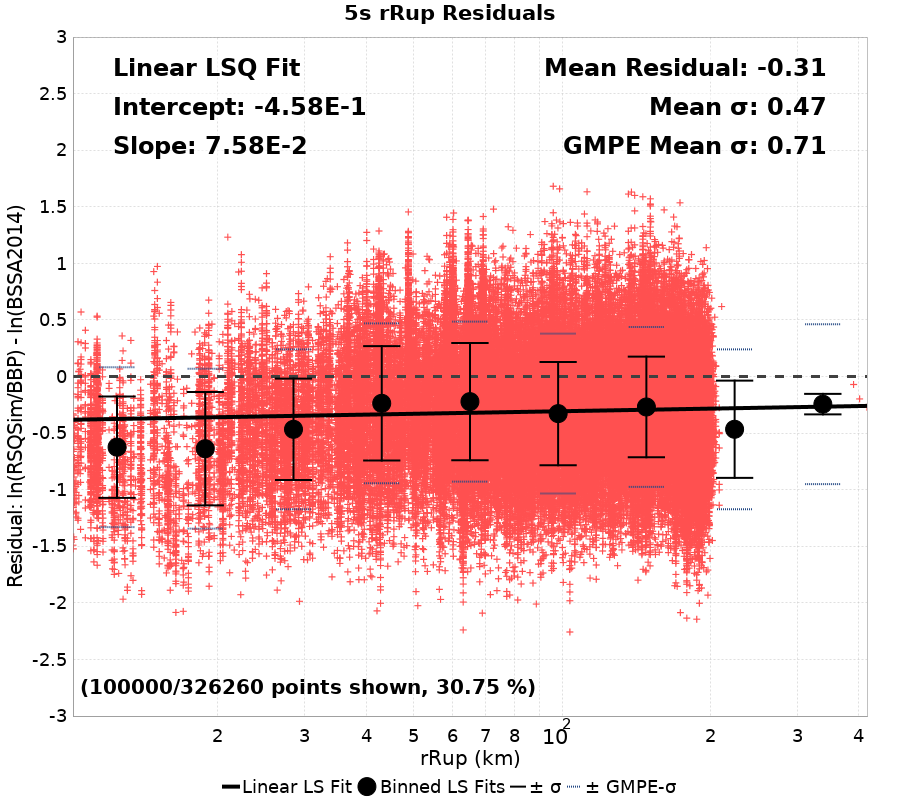 5s rRup Residuals
Linear LSQ Fit
Intercept: -4.58E-1
Slope: 7.58E-2
Mean Residual: -0.31
Mean σ: 0.47
GMPE Mean σ: 0.71
Residual: ln(RSQSim/BBP) - ln(BSSA2014)
3
2.5
2
1.5
1
0.5
0
-0.5
-1
-1.5
-2
-2.5
-3
(100000/326260 points shown, 30.75 %)
2 3 4 5 6 7 8 10² 2 3 4
rRup (km)
Linear LS Fit Binned LS Fits ± σ ± GMPE-σ